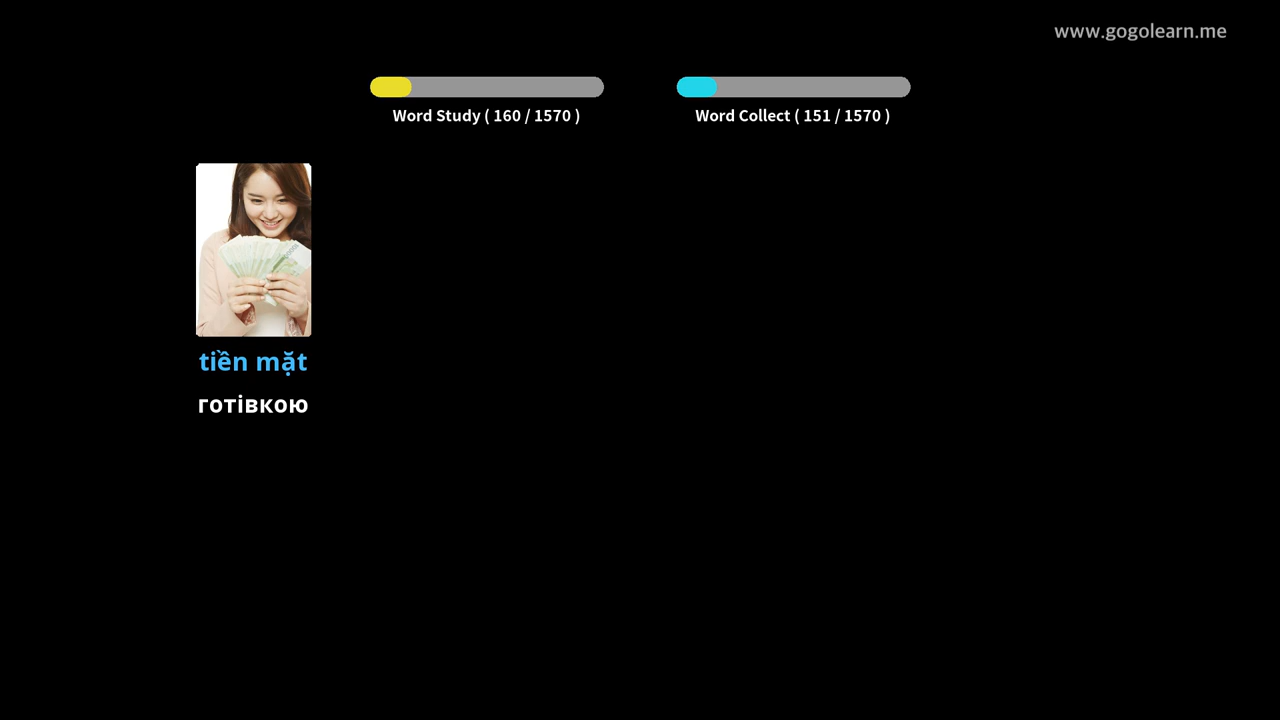 www.gogolearn.me
Word Study ( 160 / 1570 )
Word Collect ( 151 / 1570 )
tiền mặt
готівкою